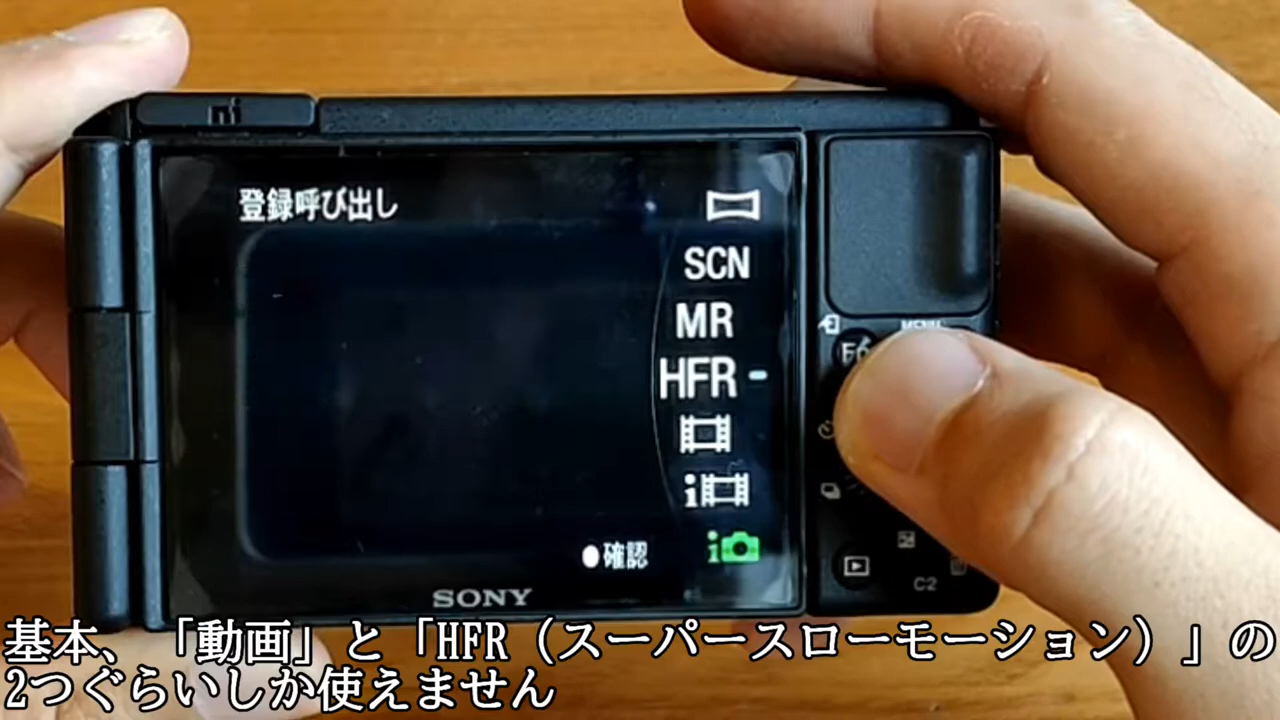 登録呼び出し
SCN
MR
HFR
確認
SONY
MENU
C2
基本、「動画」と「HFR（スーパースローモーション）」の
2つぐらいしか使えません